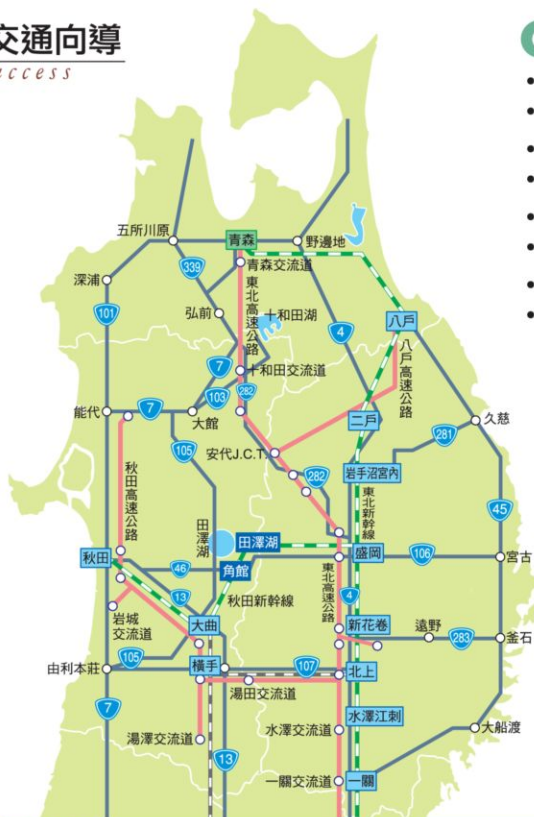 交通向導
access
五所川原
青森
野邊地
青森交流道
339
深浦
101
東北高速公路
十和田湖
弘前
4
八戶
八戶高速公路
7
十和田交流道
103
282
能代
7
大館
二戶
久慈
281
105
安代J.C.T
282
岩手沼宮內
秋田高速公路
東北新幹線
45
田澤湖
田澤湖
秋田
盛岡
106
宮古
46
角館
13
秋田新幹線
東北高速公路
4
岩城
交流道
大曲
新花卷
遠野
283
釜石
105
由利本莊
橫手
107
北上
湯田交流道
7
水澤江刺
湯澤交流道
水澤交流道
大船渡
13
一關交流道
一關